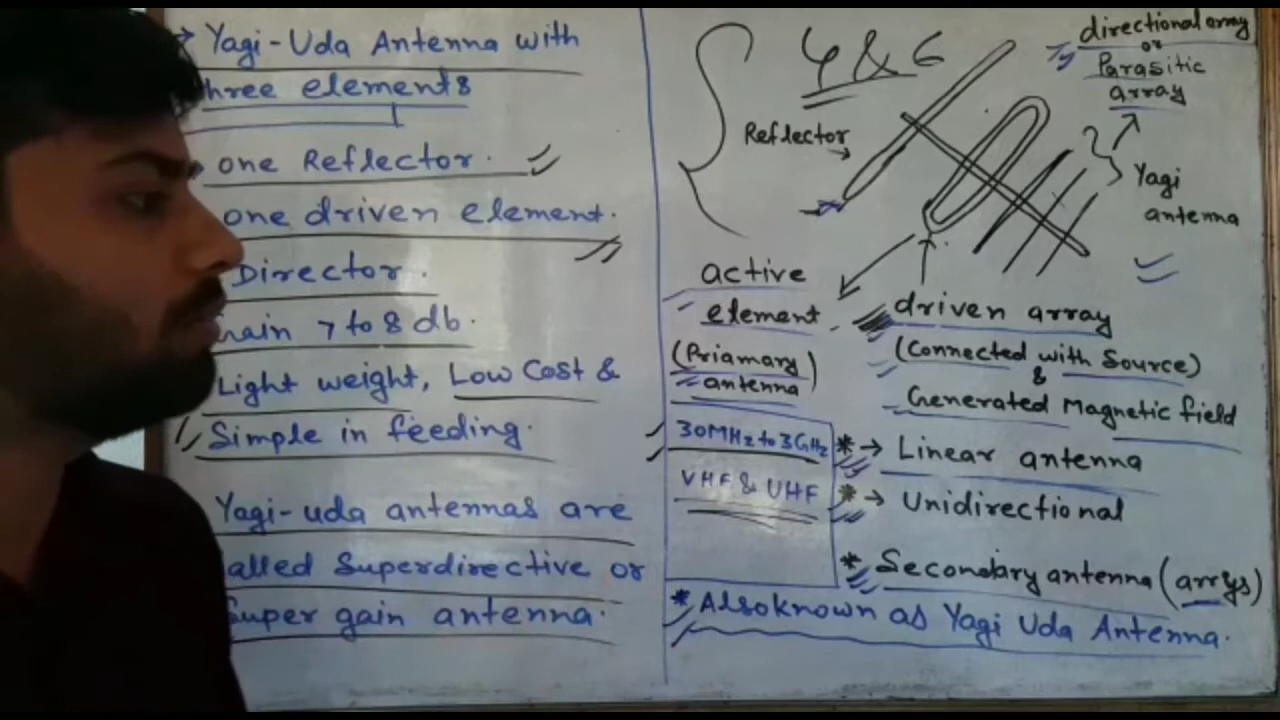 Yagi-Uda Antenna with
hree elements
one Reflector.
one driven element.
Director.
ain 7 to 8 db.
Light weight, Low Cost &
Simple in feeding.
Yagi-uda antennas are
alled Superdirective or
Super gain antenna.
4 & 6
directional array
or
Parasitic
array
Reflector
Yagi
antenna
active
element.
(Priamary)
antenna
driven array
(Connected with Source)
&
Generated Magnetic field
30MHz to 3GHz
VHF & UHF
* → Linear antenna
* → Unidirectional
* Secondary antenna (arrys)
* Also known as Yagi Uda Antenna.